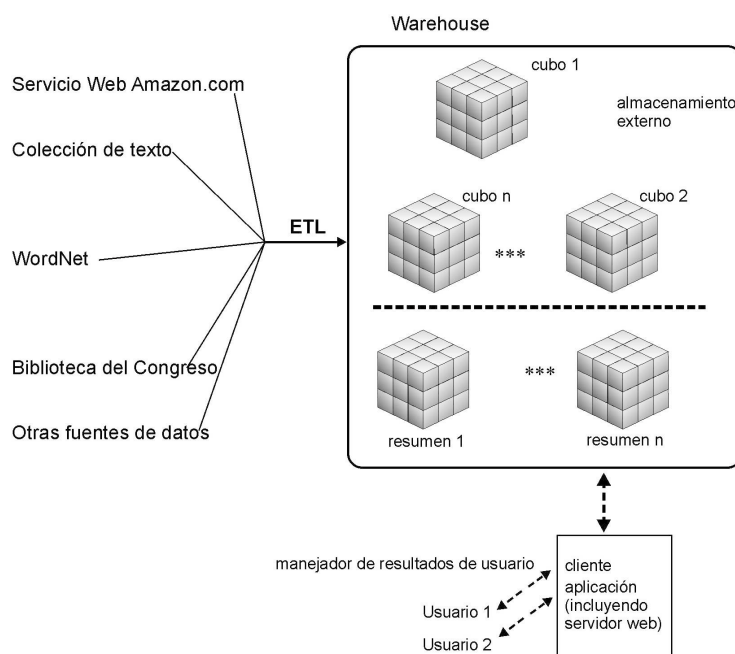 Warehouse
Servicio Web Amazon.com
Colección de texto
WordNet
Biblioteca del Congreso
Otras fuentes de datos
ETL
cubo 1
almacenamiento
externo
cubo n
cubo 2
***
***
resumen 1
resumen n
manejador de resultados de usuario
Usuario 1
Usuario 2
cliente
aplicación
(incluyendo
servidor web)